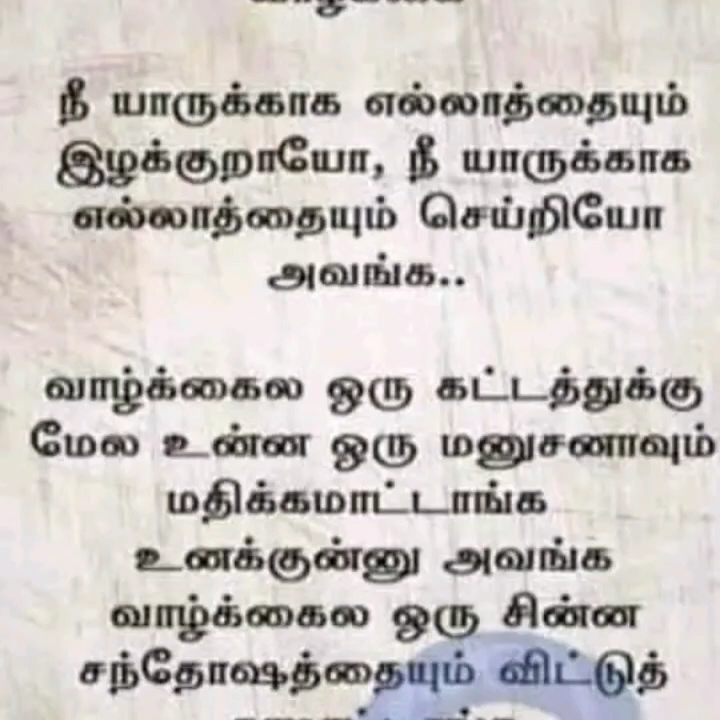 வாழ்க்கை
நீ யாருக்காக எல்லாத்தையும்
இழக்குறாயோ, நீ யாருக்காக
எல்லாத்தையும் செய்றியோ
அவங்க..
வாழ்க்கைல ஒரு கட்டத்துக்கு
மேல உன்ன ஒரு மனுசனாவும்
மதிக்கமாட்டாங்க
உனக்குன்னு அவங்க
வாழ்க்கைல ஒரு சின்ன
சந்தோஷத்தையும் விட்டுத்